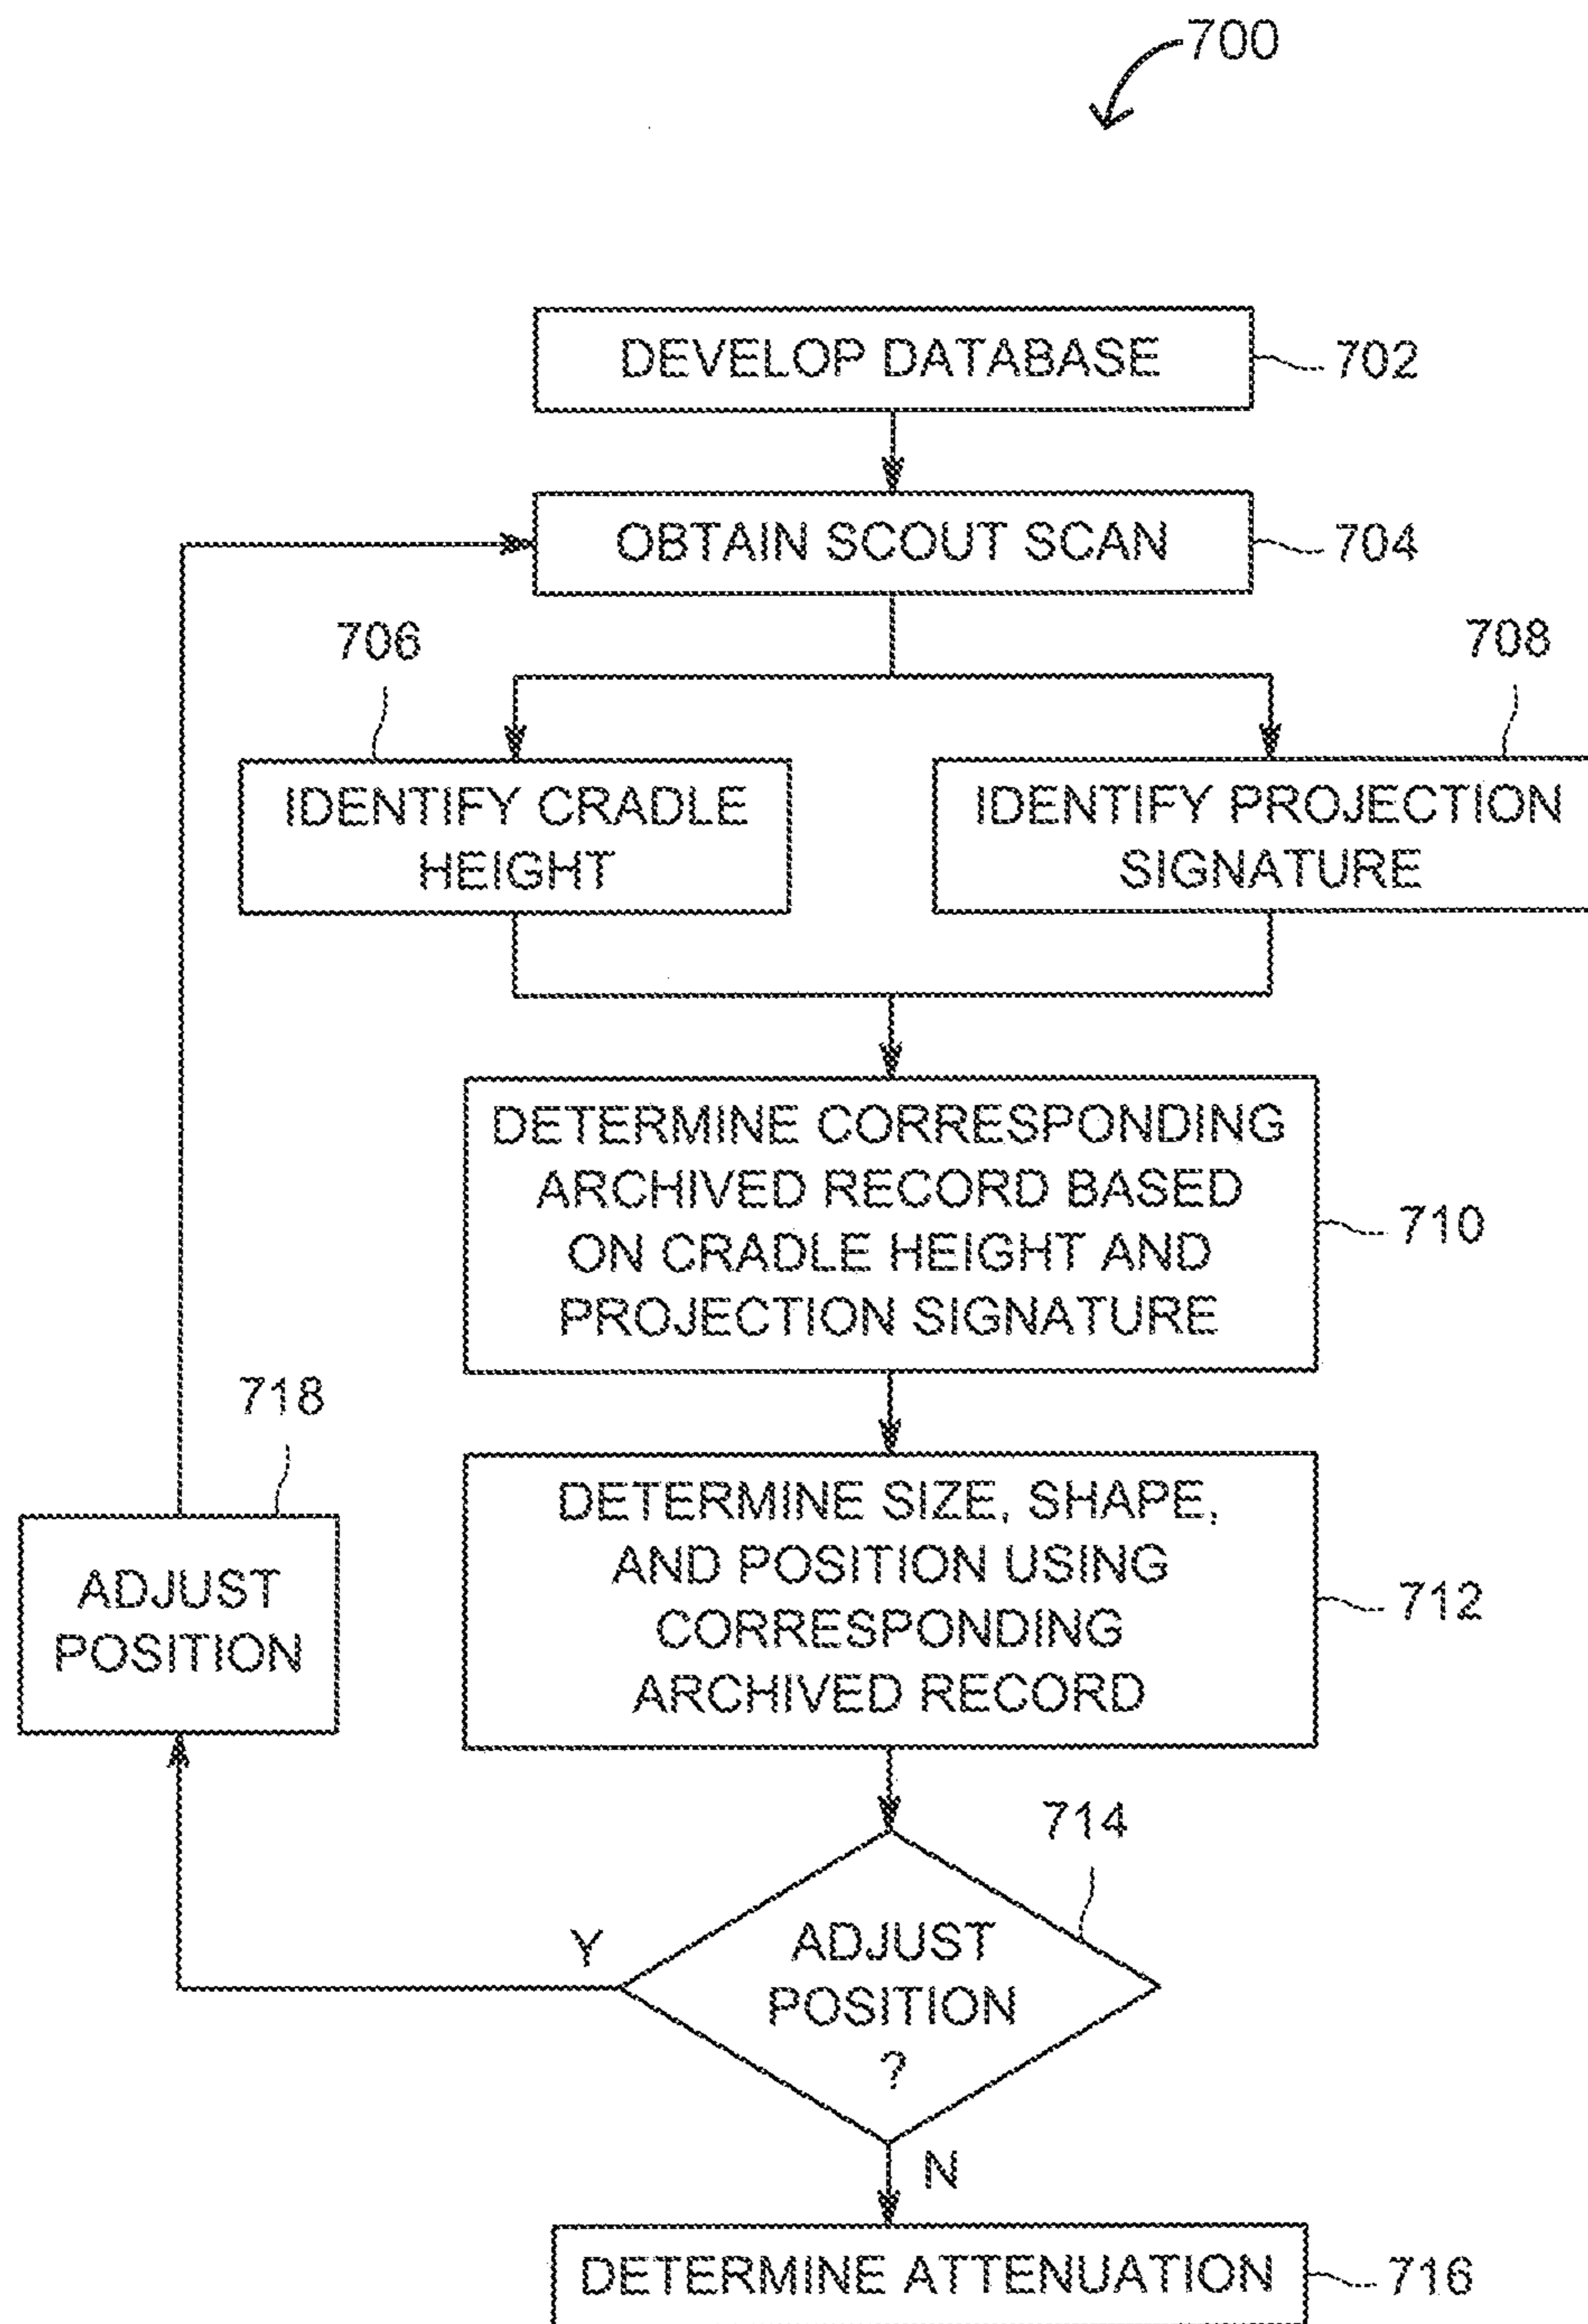 700
DEVELOP DATABASE
702
OBTAIN SCOUT SCAN
704
706
708
IDENTIFY CRADLE
HEIGHT
IDENTIFY PROJECTION
SIGNATURE
DETERMINE CORRESPONDING
ARCHIVED RECORD BASED
ON CRADLE HEIGHT AND
PROJECTION SIGNATURE
710
718
DETERMINE SIZE, SHAPE,
AND POSITION USING
CORRESPONDING
ARCHIVED RECORD
712
ADJUST
POSITION
714
Y
ADJUST
POSITION
?
N
DETERMINE ATTENUATION
716